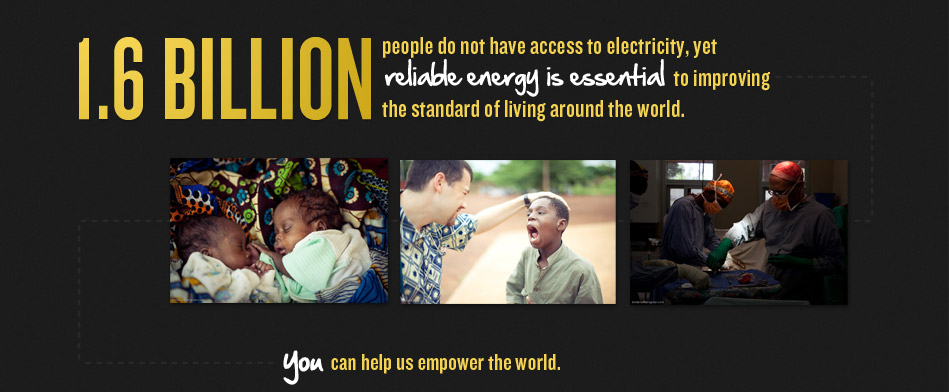 1.6 BILLION
people do not have access to electricity, yet
reliable energy is essential to improving
the standard of living around the world.
You can help us empower the world.